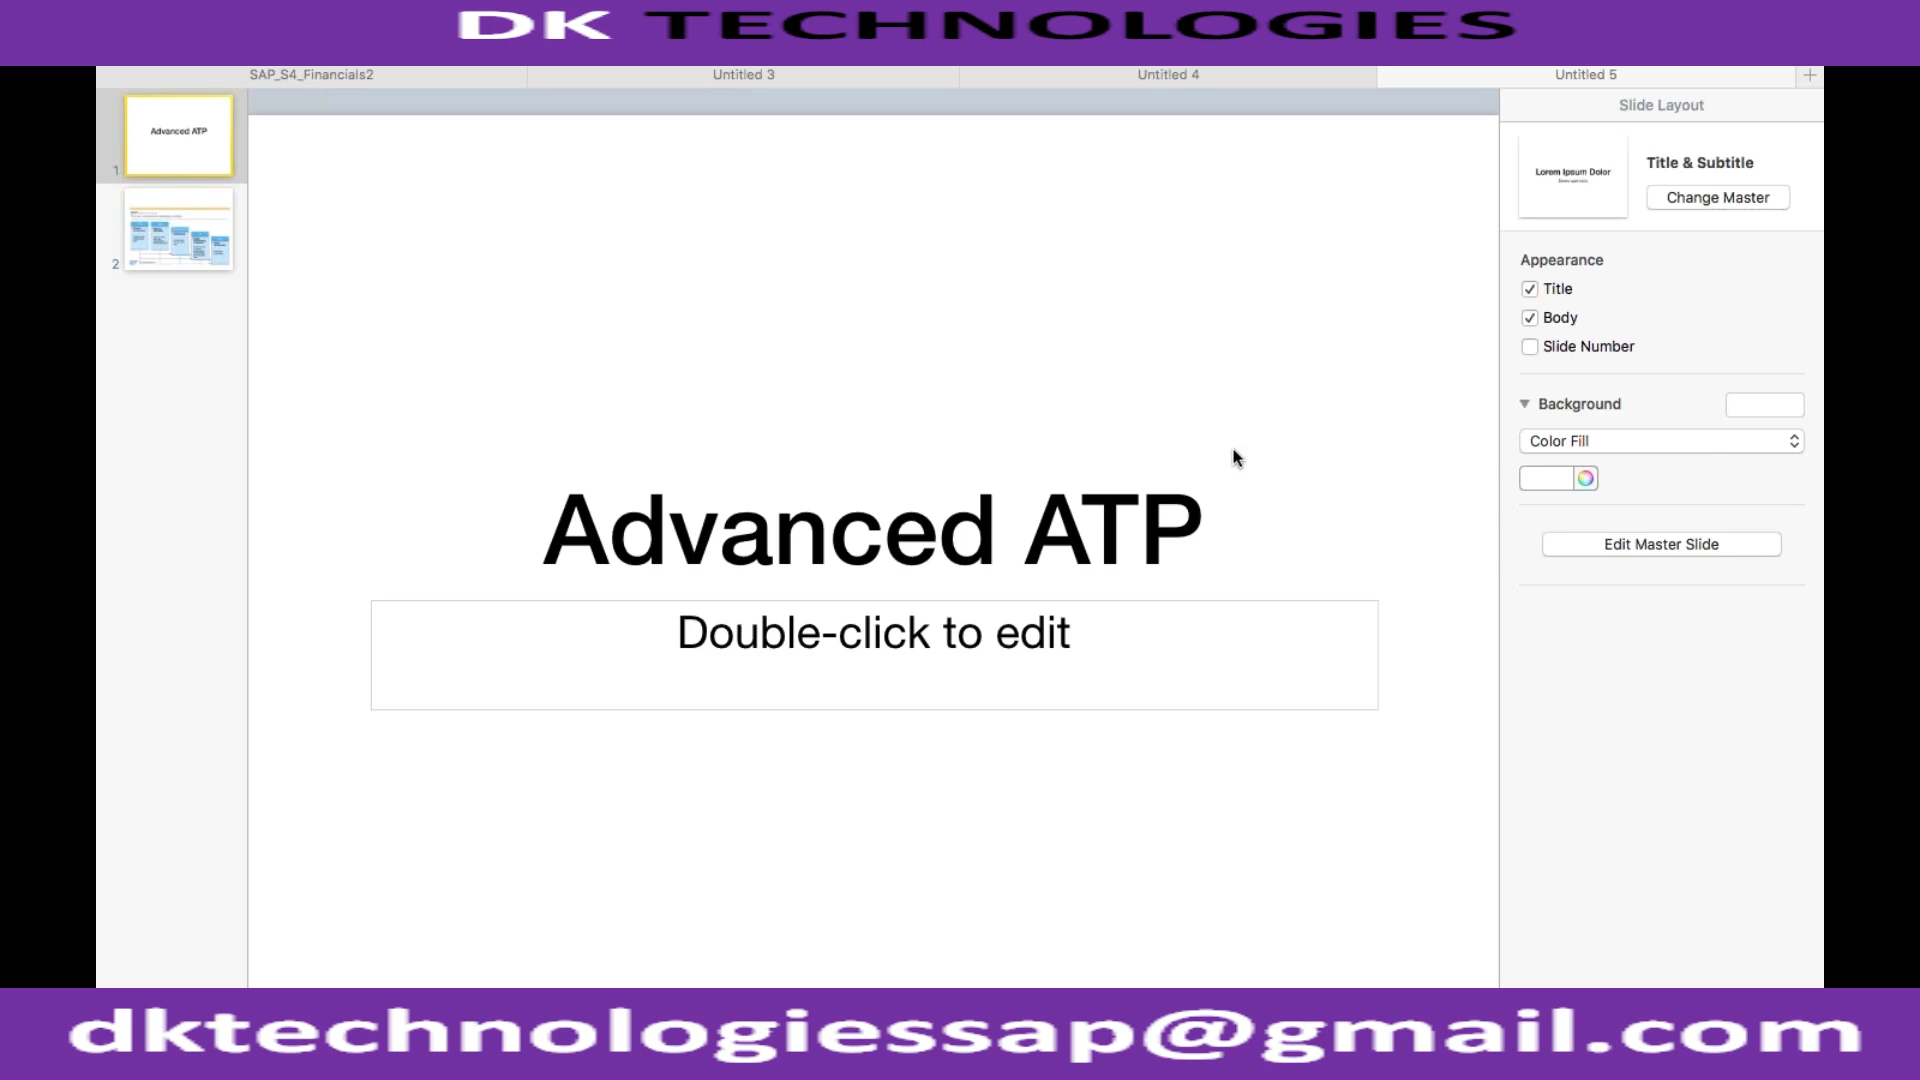 DK TECHNOLOGIES
SAP_S4_Financials2
Untitled 3
Untitled 4
Untitled 5
+
Advanced ATP
1
2
Advanced ATP
Double-click to edit
Slide Layout
Lorem Ipsum Dolor
Title & Subtitle
Change Master
Appearance
Title
Body
Slide Number
Background
Color Fill
Edit Master Slide
dktechnologiessap@gmail.com